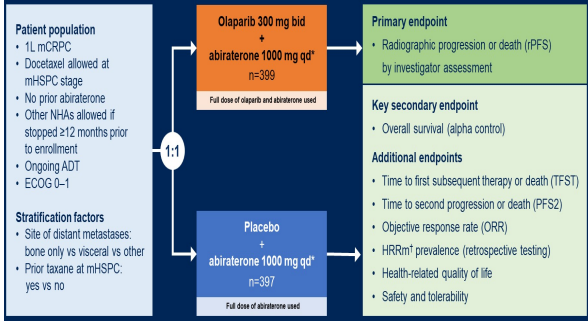 Patient population
• 1L mCRPC
• Docetaxel allowed at
mHSPC stage
• No prior abiraterone
• Other NHAs allowed if
stopped ≥12 months prior
to enrollment
• Ongoing ADT
• ECOG 0–1
Stratification factors
• Site of distant metastases:
bone only vs visceral vs other
• Prior taxane at mHSPC:
yes vs no
1:1
Olaparib 300 mg bid
+
abiraterone 1000 mg qd*
n=399
Full dose of olaparib and abiraterone used
Placebo
+
abiraterone 1000 mg qd*
n=397
Full dose of abiraterone used
Primary endpoint
• Radiographic progression or death (rPFS)
by investigator assessment
Key secondary endpoint
• Overall survival (alpha control)
Additional endpoints
• Time to first subsequent therapy or death (TFST)
• Time to second progression or death (PFS2)
• Objective response rate (ORR)
• HRRm† prevalence (retrospective testing)
• Health-related quality of life
• Safety and tolerability